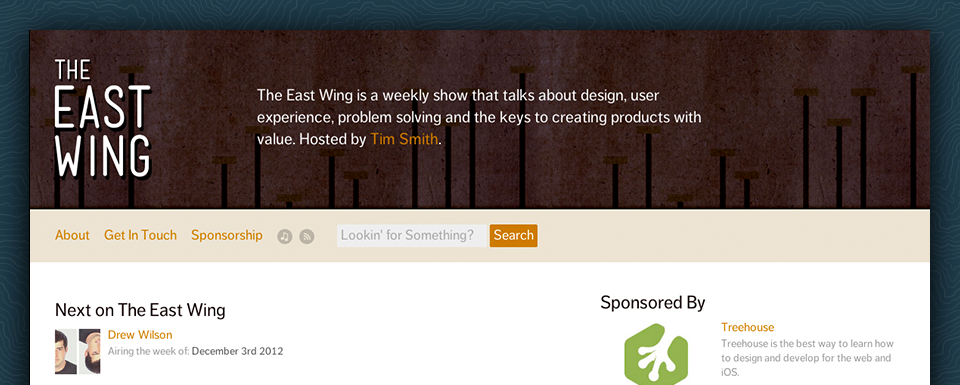 THE
EAST
WING
The East Wing is a weekly show that talks about design, user
experience, problem solving and the keys to creating products with
value. Hosted by Tim Smith.
About Get In Touch Sponsorship Lookin' for Something? Search
Next on The East Wing
Drew Wilson
Airing the week of: December 3rd 2012
Sponsored By
Treehouse
Treehouse is the best way to learn how
to design and develop for the web and
iOS.